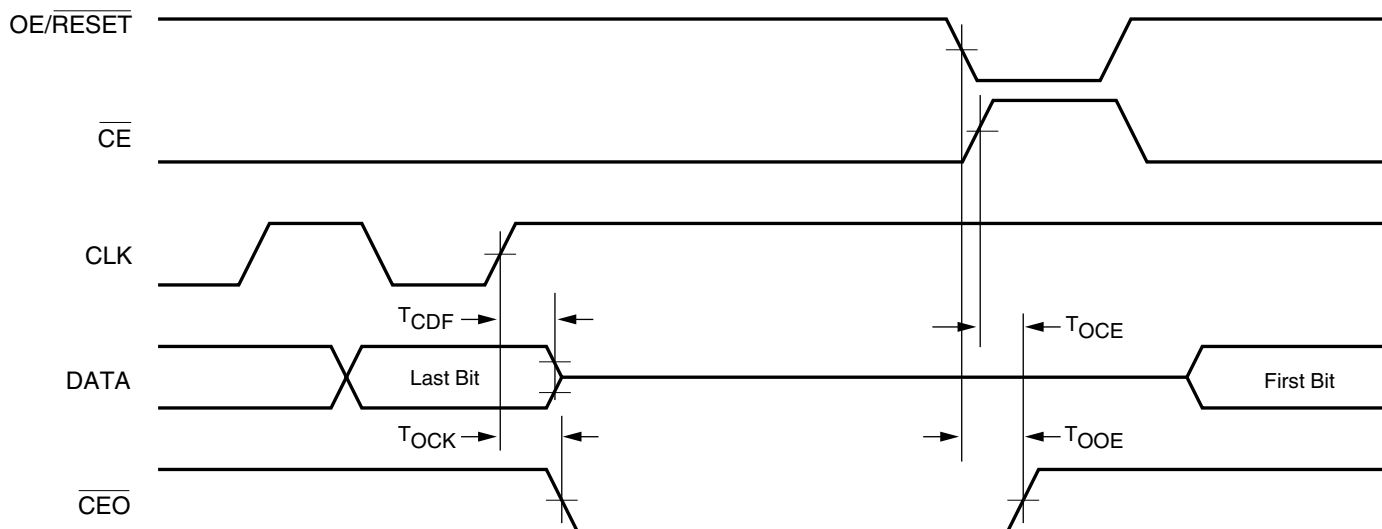 OE/RESET
CE
CLK
TCDF
TOCE
DATA
Last Bit
First Bit
TOCK
TOOE
CEO